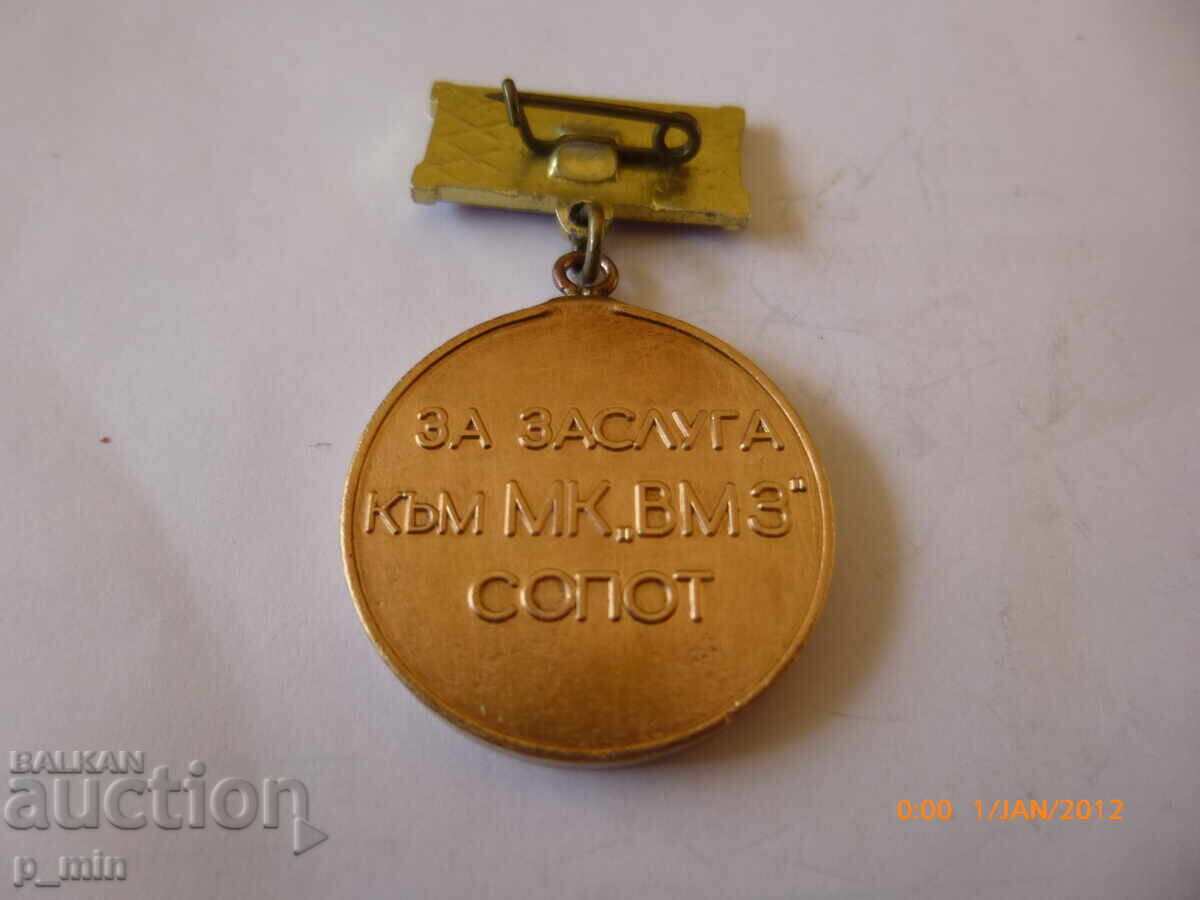 ЗА ЗАСЛУГА
КЪМ МК „ВМЗ“
СОПОТ
BALKAN
auction
p_min
0:00 1/JAN/2012